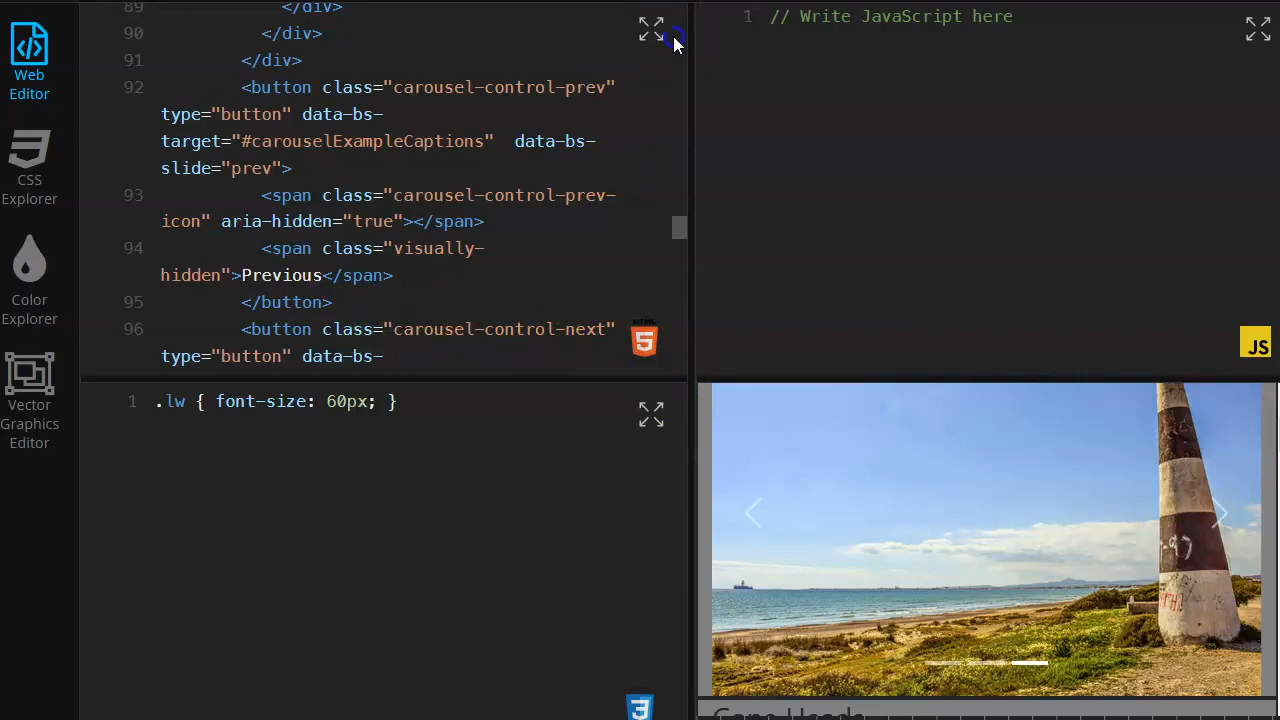 Web
Editor
CSS
Explorer
Color
Explorer
Vector
Graphics
Editor
89 </div>
90 </div>
91 </div>
92 <button class="carousel-control-prev"
type="button" data-bs-
target="#carouselExampleCaptions"  data-bs-
slide="prev">
93 <span class="carousel-control-prev-
icon" aria-hidden="true"></span>
94 <span class="visually-
hidden">Previous</span>
95 </button>
96 <button class="carousel-control-next"
type="button" data-bs-
HTML
5
1 // Write JavaScript here
JS
1 .lw { font-size: 60px; }
3